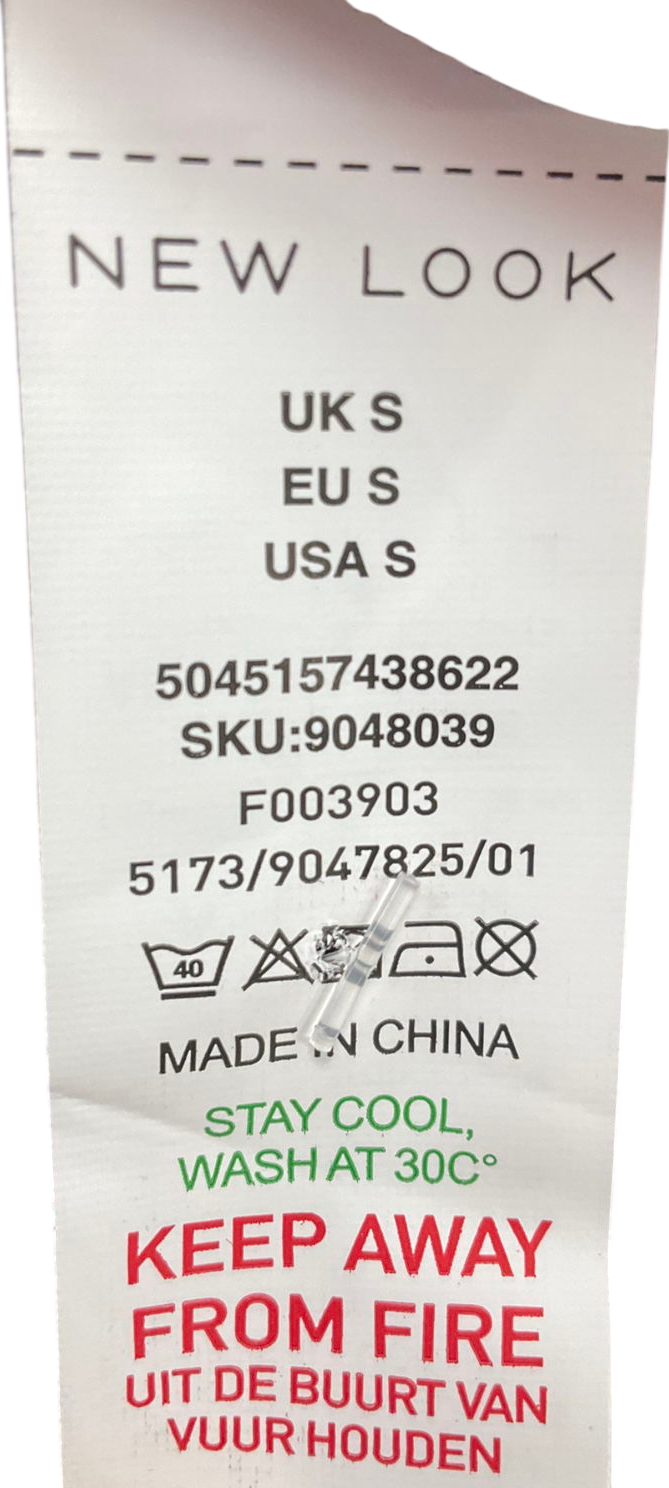 NEW LOOK
UK S
EU S
USA S
5045157438622
SKU:9048039
F003903
5173/9047825/01
40
MADE IN CHINA
STAY COOL,
WASH AT 30C°
KEEP AWAY
FROM FIRE
UIT DE BUURT VAN
VUUR HOUDEN